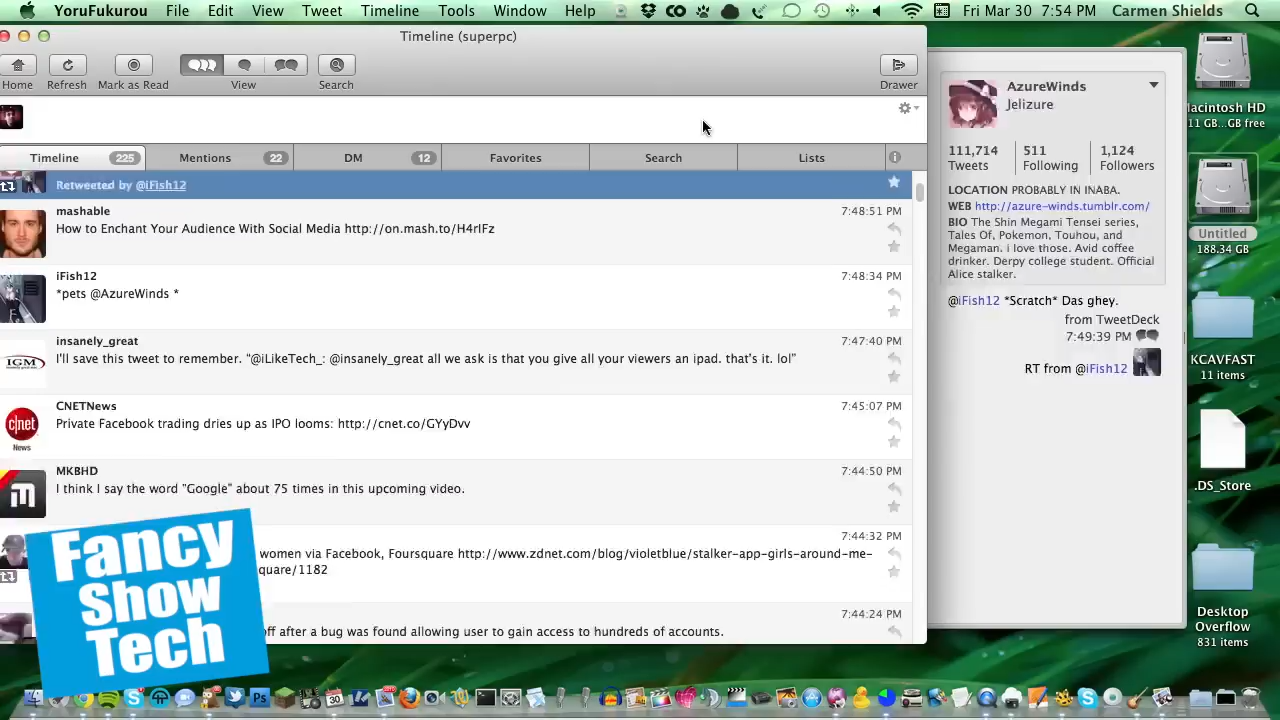 YoruFukurou File Edit View Tweet Timeline Tools Window Help Fri Mar 30 7:54 PM Carmen Shields
Timeline (superpc)
Home Refresh Mark as Read View Search Drawer
Timeline 225 Mentions 22 DM 12 Favorites Search Lists
Retweeted by @iFish12
mashable 7:48:51 PM
How to Enchant Your Audience With Social Media http://on.mash.to/H4rIFz
iFish12 7:48:34 PM
*pets @AzureWinds *
insanely_great 7:47:40 PM
IGM
I'll save this tweet to remember. "@iLikeTech_: @insanely_great all we ask is that you give all your viewers an ipad. that's it. lol"
CNETNews 7:45:07 PM
Private Facebook trading dries up as IPO looms: http://cnet.co/GYyDvv
c|net
News
MKBHD 7:44:50 PM
I think I say the word "Google" about 75 times in this upcoming video.
7:44:32 PM
women via Facebook, Foursquare http://www.zdnet.com/blog/violetblue/stalker-app-girls-around-me-
square/1182
7:44:24 PM
off after a bug was found allowing user to gain access to hundreds of accounts.
Fancy
Show
Tech
AzureWinds
Jelizure
111,714 511 1,124
Tweets Following Followers
LOCATION PROBABLY IN INABA.
WEB http://azure-winds.tumblr.com/
BIO The Shin Megami Tensei series,
Tales Of, Pokemon, Touhou, and
Megaman. i love those. Avid coffee
drinker. Derpy college student. Official
Alice stalker.
@iFish12 *Scratch* Das ghey.
from TweetDeck
7:49:39 PM
RT from @iFish12
acintosh HD
11 GB.. GB free
Untitled
188.34 GB
KCAVFAST
11 items
.DS_Store
Desktop
Overflow
831 items